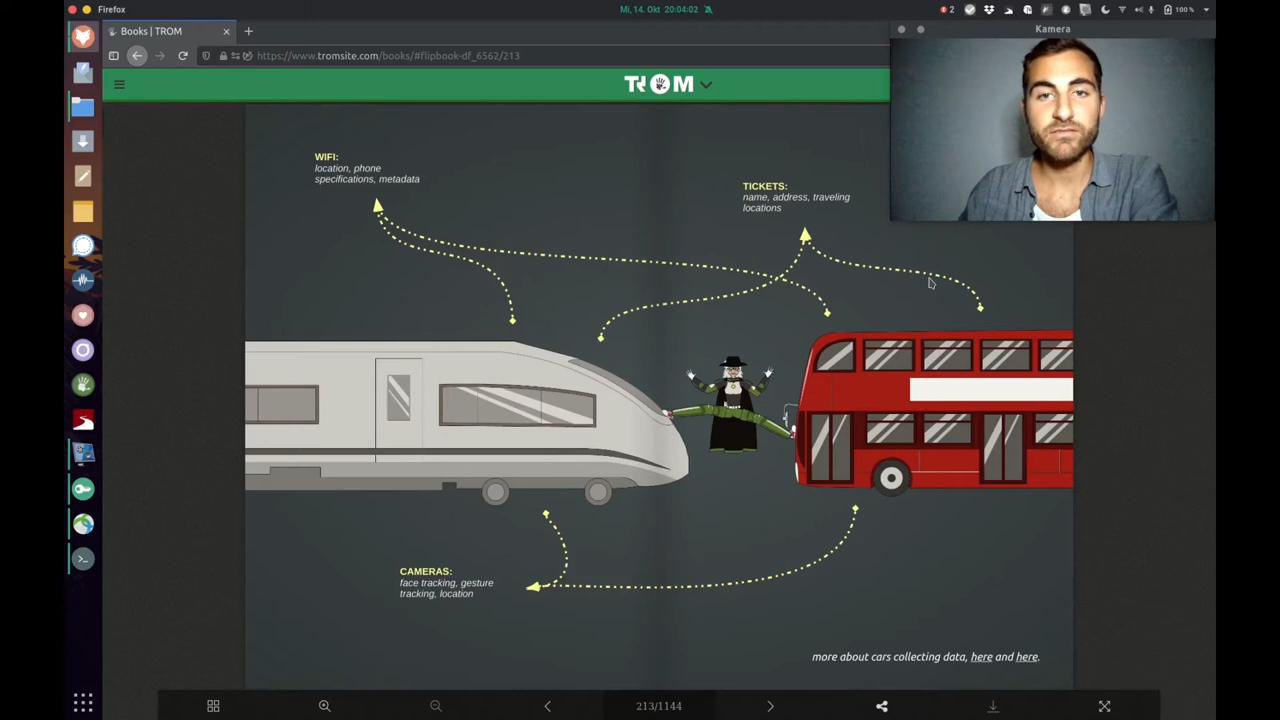 Firefox
Mi, 14. Okt 20:04:02
2
100 %
Books | TROM
https://www.tromsite.com/books/#flipbook-df_6562/213
Kamera
TROM
WIFI:
location, phone
specifications, metadata
TICKETS:
name, address, traveling
locations
CAMERAS:
face tracking, gesture
tracking, location
more about cars collecting data, here and here.
213/1144